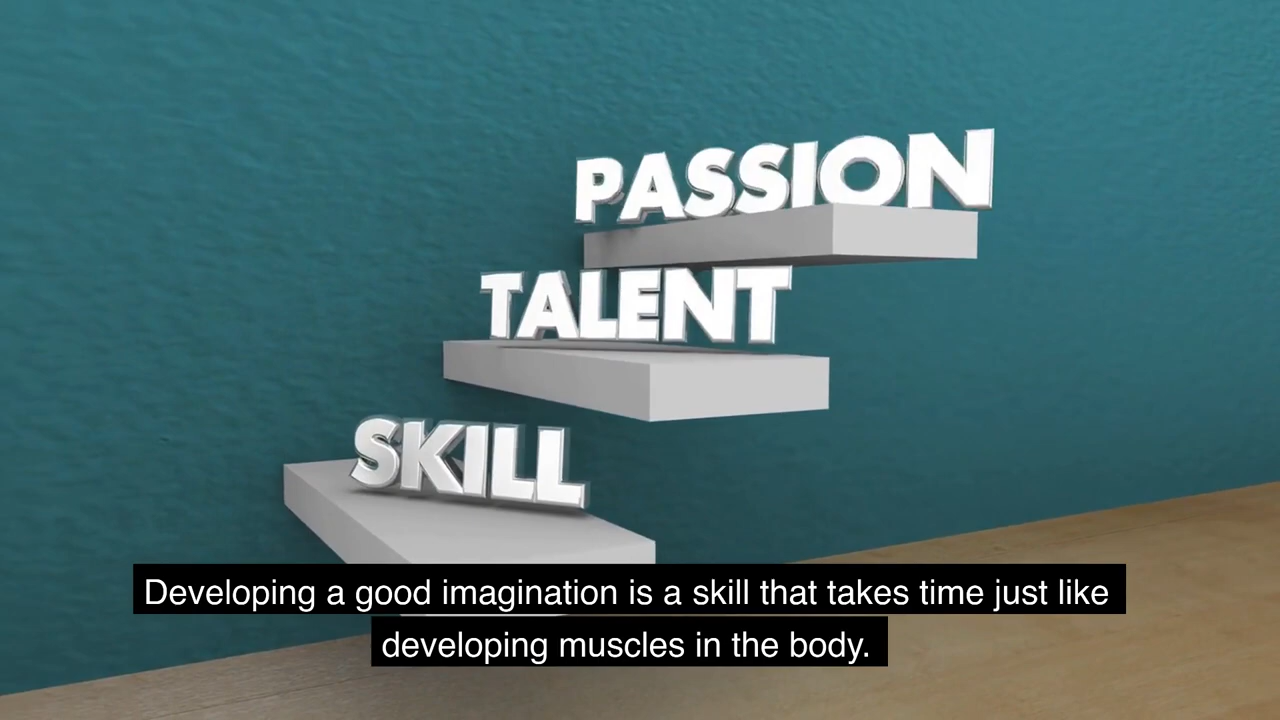 PASSION
TALENT
SKILL
Developing a good imagination is a skill that takes time just like
developing muscles in the body.